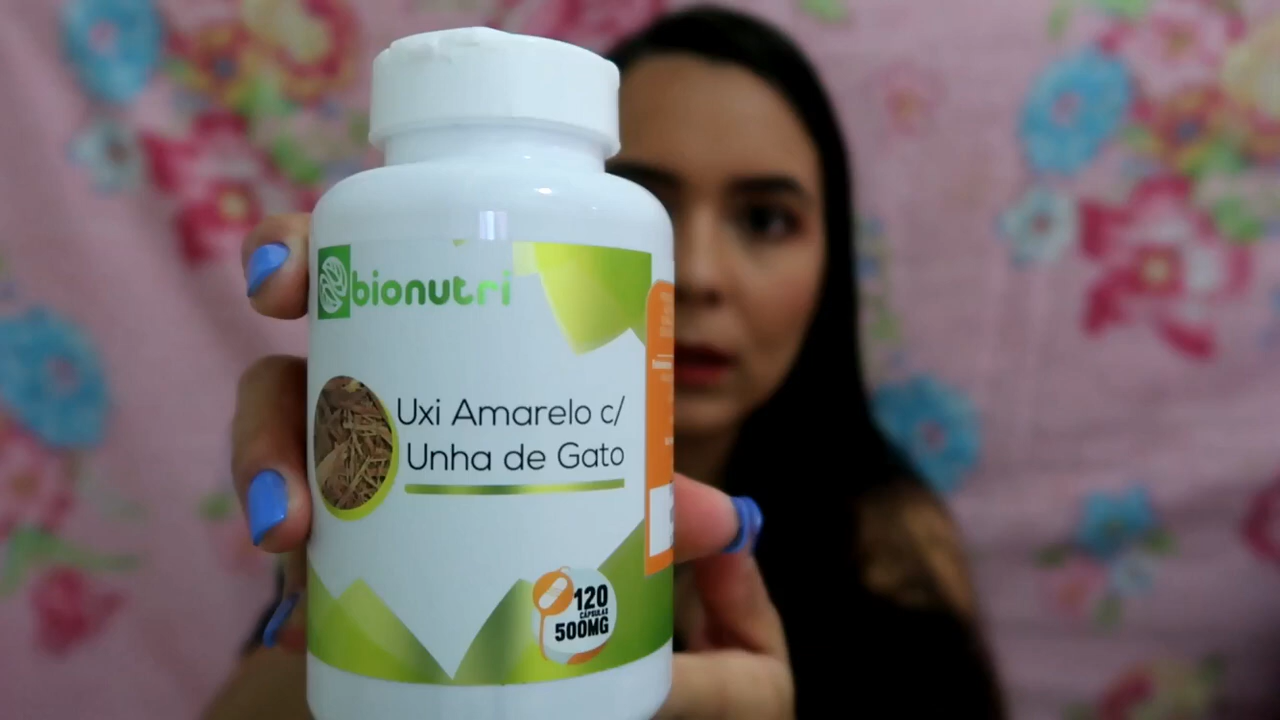 bionutri
Uxi Amarelo c/
Unha de Gato
120
CÁPSULAS
500MG